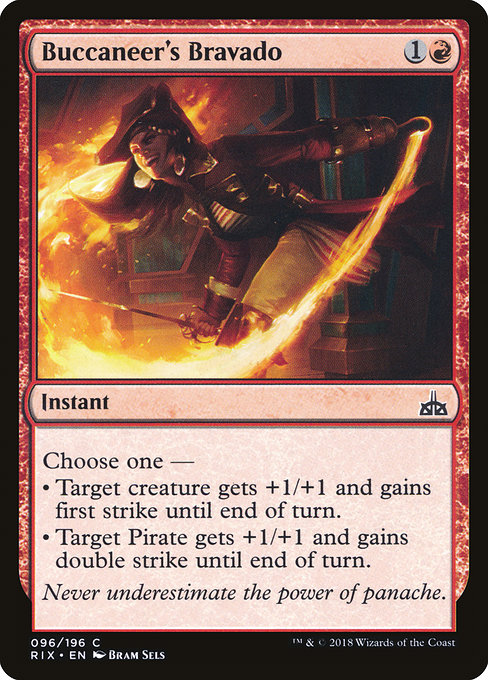 Buccaneer's Bravado 1
Instant
Choose one —
• Target creature gets +1/+1 and gains
first strike until end of turn.
• Target Pirate gets +1/+1 and gains
double strike until end of turn.
Never underestimate the power of panache.
096/196 C
RIX • EN Bram Sels
™ & © 2018 Wizards of the Coast